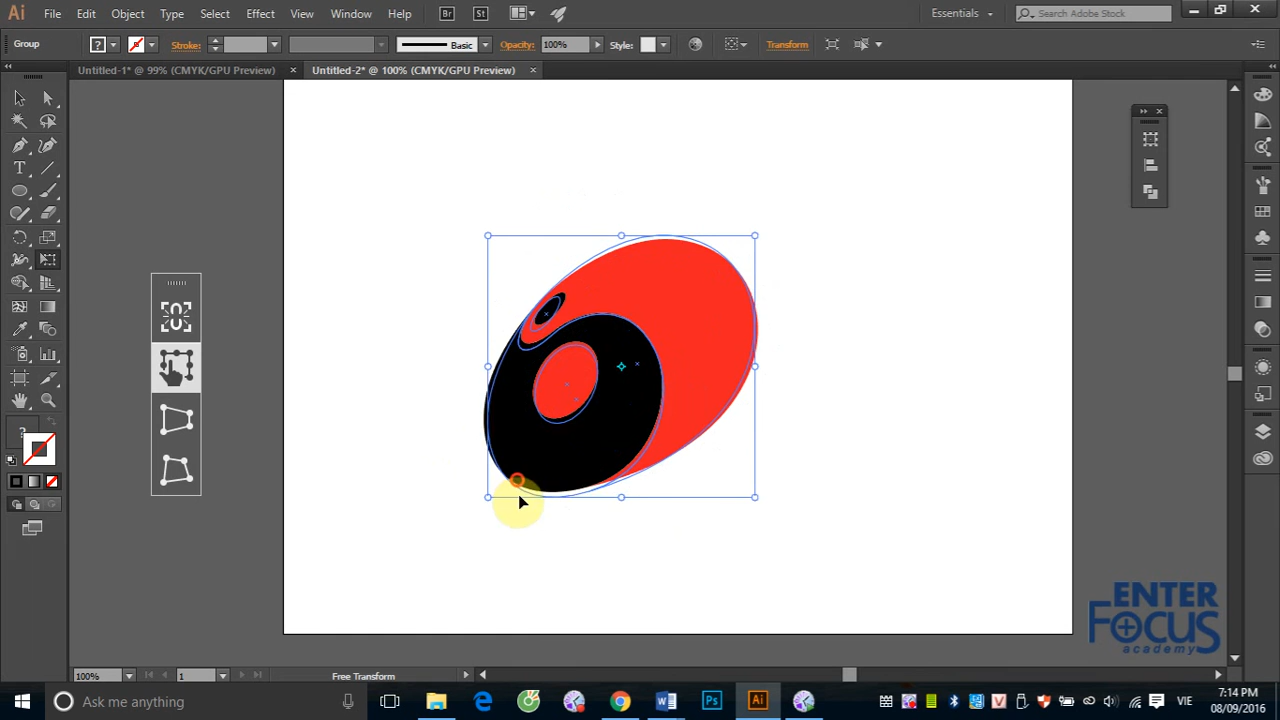 Ai File Edit Object Type Select Effect View Window Help Br St Essentials Search Adobe Stock
Group ? Stroke: Basic Opacity: 100% Style: Transform
Untitled-1* @ 99% (CMYK/GPU Preview) Untitled-2* @ 100% (CMYK/GPU Preview)
?
ENTER
FOCUS
academy
100% 1 Free Transform
Ask me anything Ps Ai VIE
7:14 PM
08/09/2016